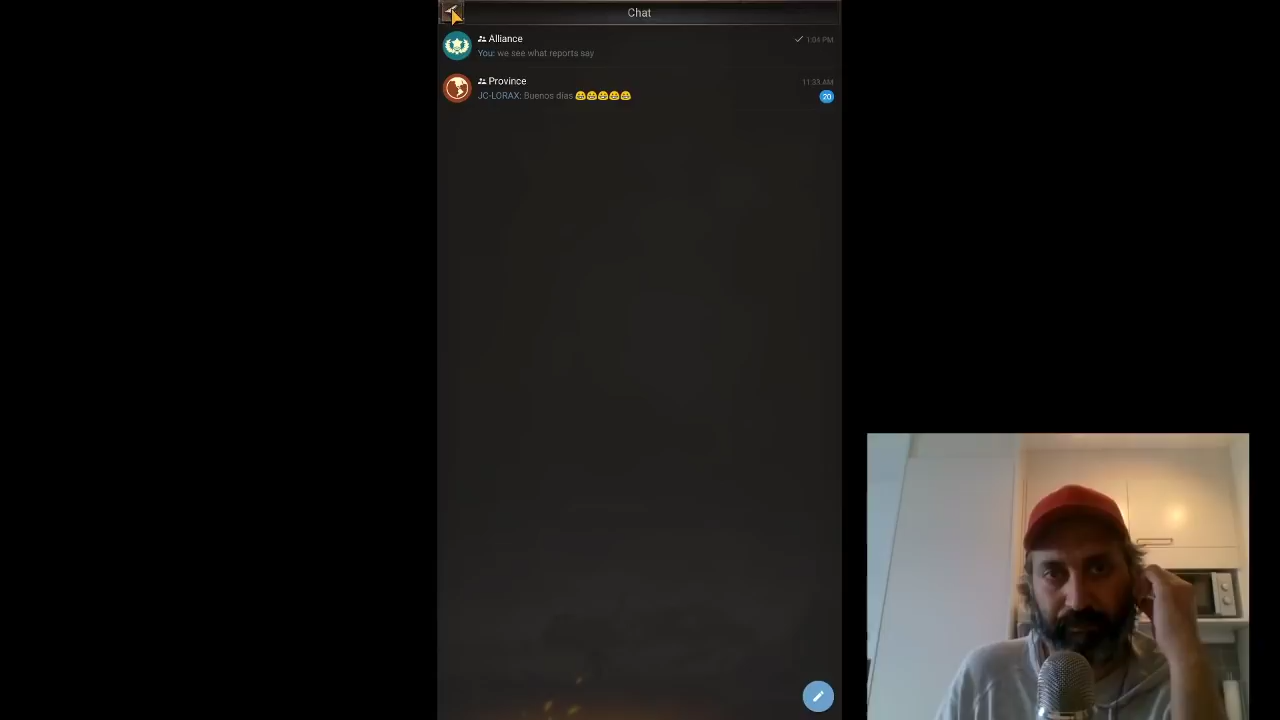 Chat
Alliance
1:04 PM
You: we see what reports say
Province
11:33 AM
JC-LORAX: Buenos dias 😄😄😄😄😄
20